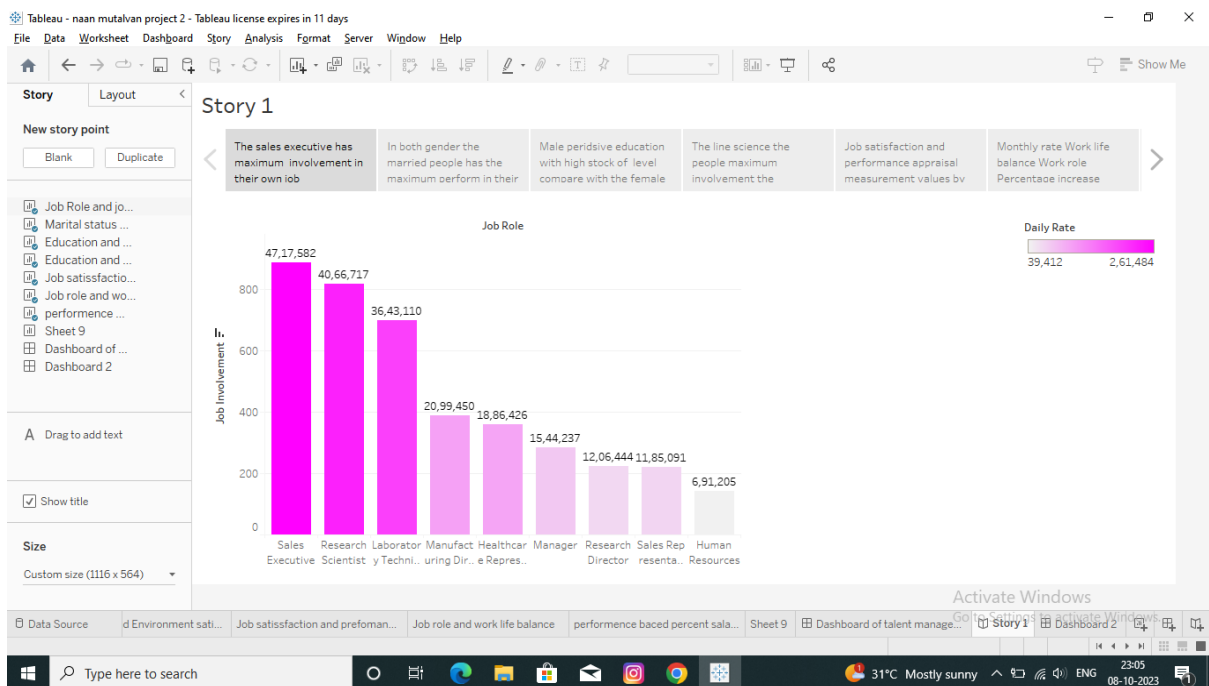 Tableau - naan mutalvan project 2 - Tableau license expires in 11 days
File Data Worksheet Dashboard Story Analysis Format Server Window Help
Show Me
Story Layout
Story 1
New story point
Blank Duplicate
The sales executive has
maximum involvement in
their own job
In both gender the
married people has the
maximum perform in their
Male peridsive education
with high stock of level
compare with the female
The line science the
people maximum
involvement the
Job satisfaction and
performance appraisal
measurement values by
Monthly rate Work life
balance Work role
Percentage increase
Job Role and jo...
Marital status ...
Education and ...
Education and ...
Job satissfactio...
Job role and wo...
performence ...
Sheet 9
Dashboard of ...
Dashboard 2
A Drag to add text
Show title
Size
Custom size (1116 x 564)
Job Role
Daily Rate
39,412 2,61,484
Job Involvement
800
600
400
200
0
47,17,582
40,66,717
36,43,110
20,99,450
18,86,426
15,44,237
12,06,444
11,85,091
6,91,205
Sales
Executive
Research
Scientist
Laborator
y Techni..
Manufact
uring Dir..
Healthcar
e Repres..
Manager
Research
Director
Sales Rep
resenta..
Human
Resources
Activate Windows
Go to Settings to activate Windows.
Data Source d Environment sati... Job satissfaction and prefoman... Job role and work life balance performence baced percent sala... Sheet 9 Dashboard of talent manage... Story 1 Dashboard 2
Type here to search
31°C Mostly sunny ENG
23:05
08-10-2023